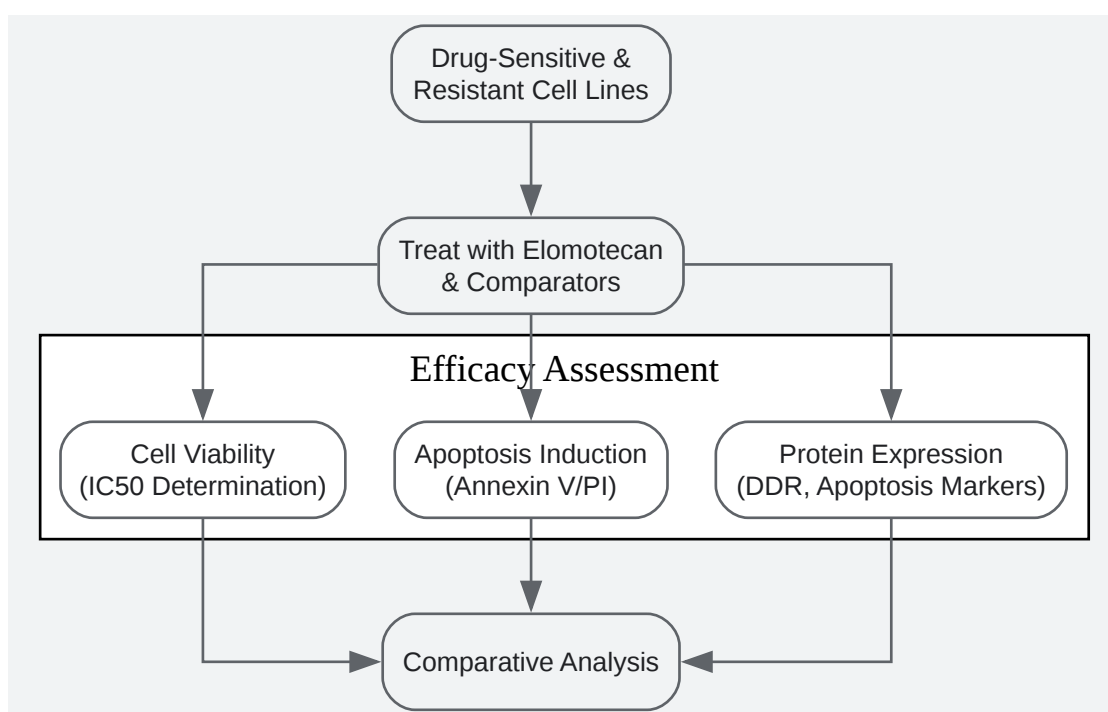 Drug-Sensitive &
Resistant Cell Lines
Treat with Elomotecan
& Comparators
Efficacy Assessment
Cell Viability
(IC50 Determination)
Apoptosis Induction
(Annexin V/PI)
Protein Expression
(DDR, Apoptosis Markers)
Comparative Analysis